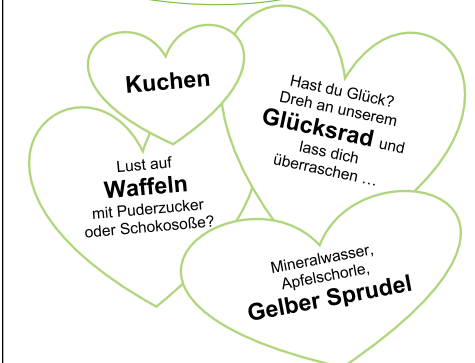 Kuchen
Hast du Glück?
Dreh an unserem
Glücksrad und
lass dich
überraschen …
Lust auf
Waffeln
mit Puderzucker
oder Schokosoße?
Mineralwasser,
Apfelschorle,
Gelber Sprudel